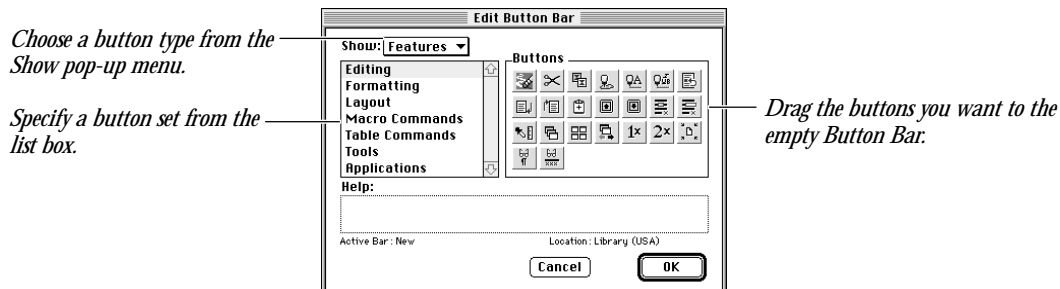 Edit Button Bar
Choose a button type from the
Show pop-up menu.
Specify a button set from the
list box.
Show: Features
Editing
Formatting
Layout
Macro Commands
Table Commands
Tools
Applications
Buttons
1x 2x
Drag the buttons you want to the
empty Button Bar.
Help:
Active Bar: New
Location: Library (USA)
Cancel
OK